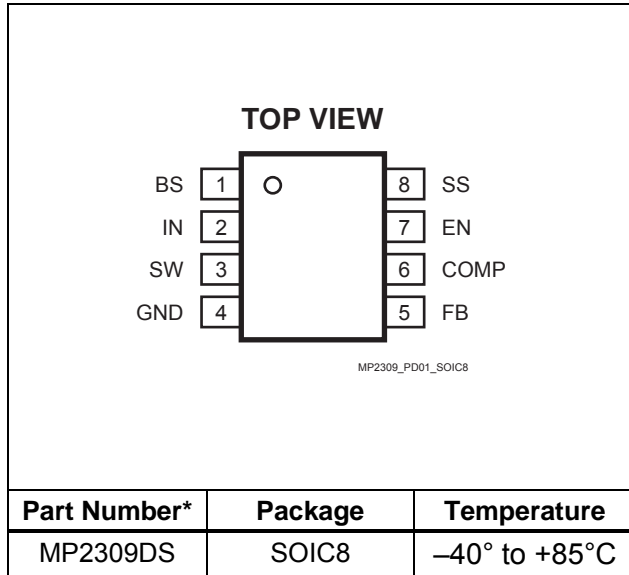 TOP VIEW
BS 1 8 SS
IN 2 7 EN
SW 3 6 COMP
GND 4 5 FB
MP2309_PD01_SOIC8
Part Number* Package Temperature
MP2309DS SOIC8 –40° to +85°C